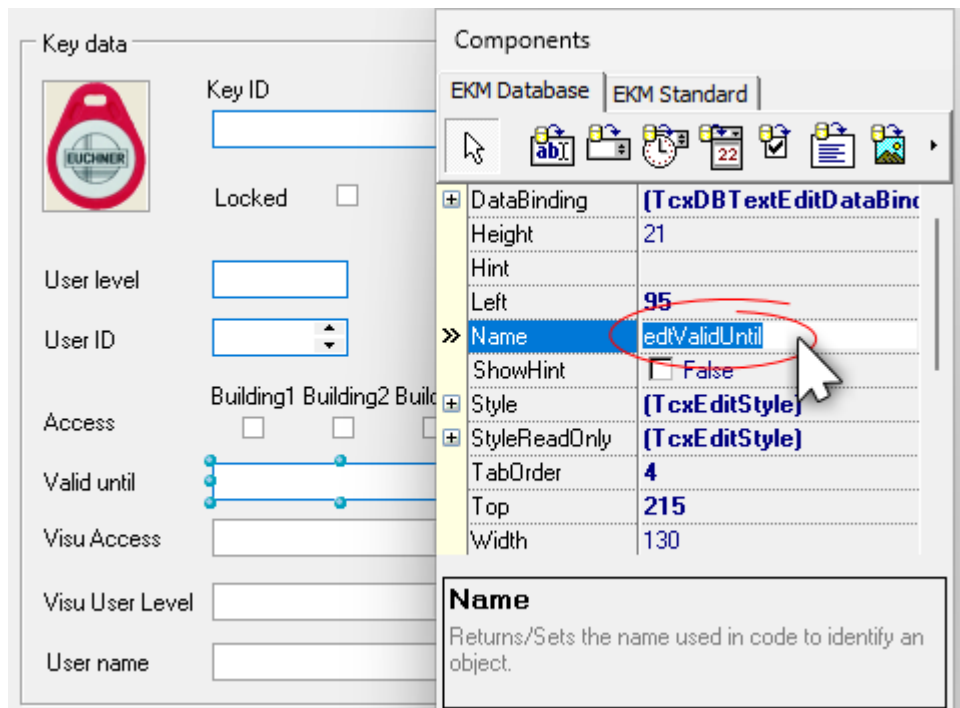 Key data
EUCHNER
Key ID
Locked
User level
User ID
Building1 Building2
Access
Valid until
Visu Access
Visu User Level
User name
Components
EKM Database
EKM Standard
abI
22
DataBinding (TcxDBTextEditDataBind
Height 21
Hint
Left 95
Name edtValidUntil
ShowHint False
Style (TcxEditStyle)
StyleReadOnly (TcxEditStyle)
TabOrder 4
Top 215
Width 130
Name
Returns/Sets the name used in code to identify an
object.